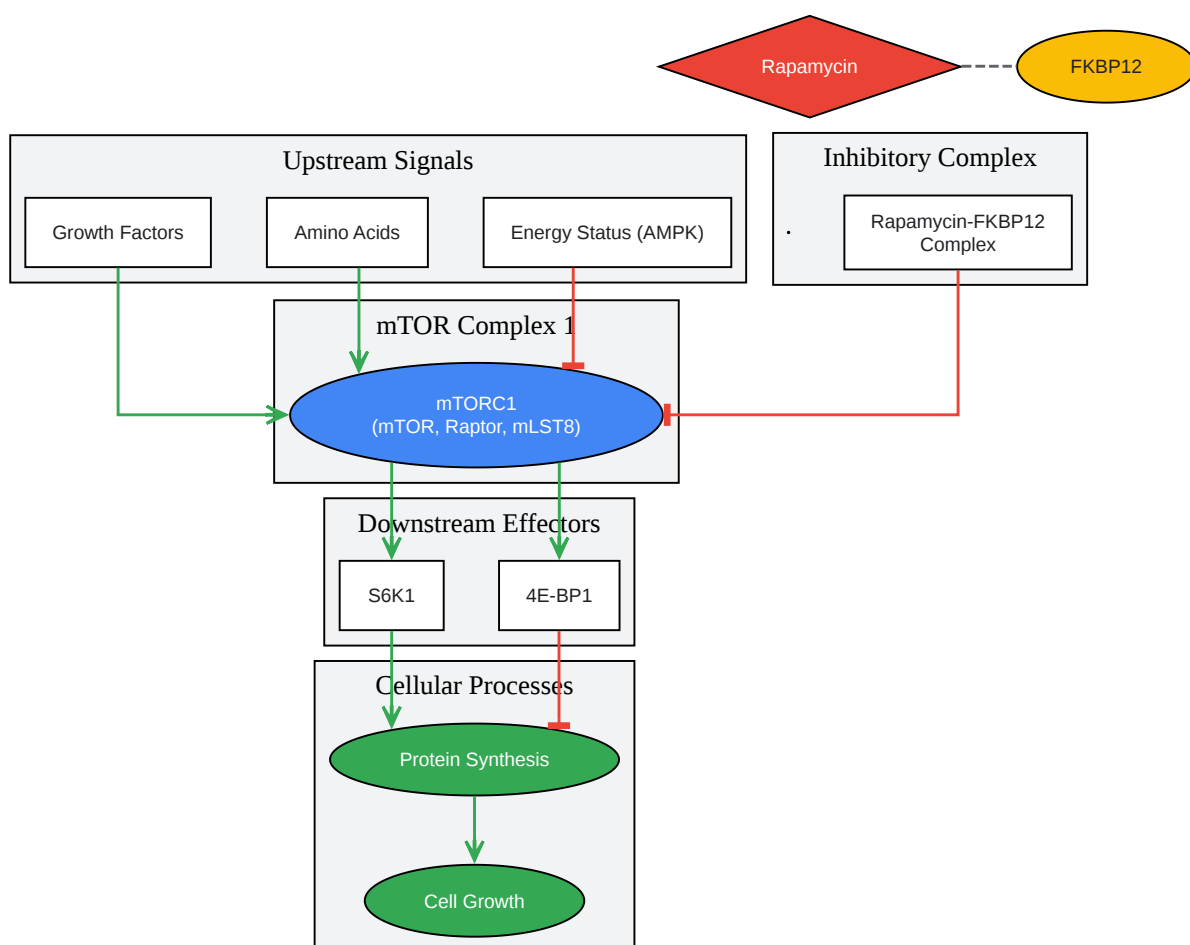 Rapamycin
FKBP12
Upstream Signals
Inhibitory Complex
Growth Factors
Amino Acids
Energy Status (AMPK)
.
Rapamycin-FKBP12
Complex
mTOR Complex 1
mTORC1
(mTOR, Raptor, mLST8)
Downstream Effectors
S6K1
4E-BP1
Cellular Processes
Protein Synthesis
Cell Growth